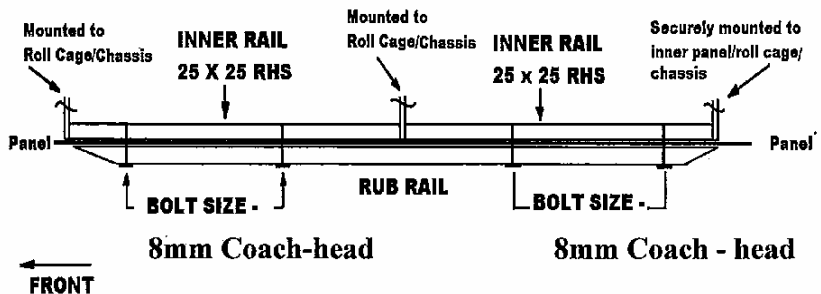 Mounted to
Roll Cage/Chassis
INNER RAIL
25 X 25 RHS
Mounted to
Roll Cage/Chassis
INNER RAIL
25 x 25 RHS
Securely mounted to
inner panel/roll cage/
chassis
Panel
Panel
RUB RAIL
BOLT SIZE -
BOLT SIZE -
8mm Coach-head
8mm Coach - head
FRONT